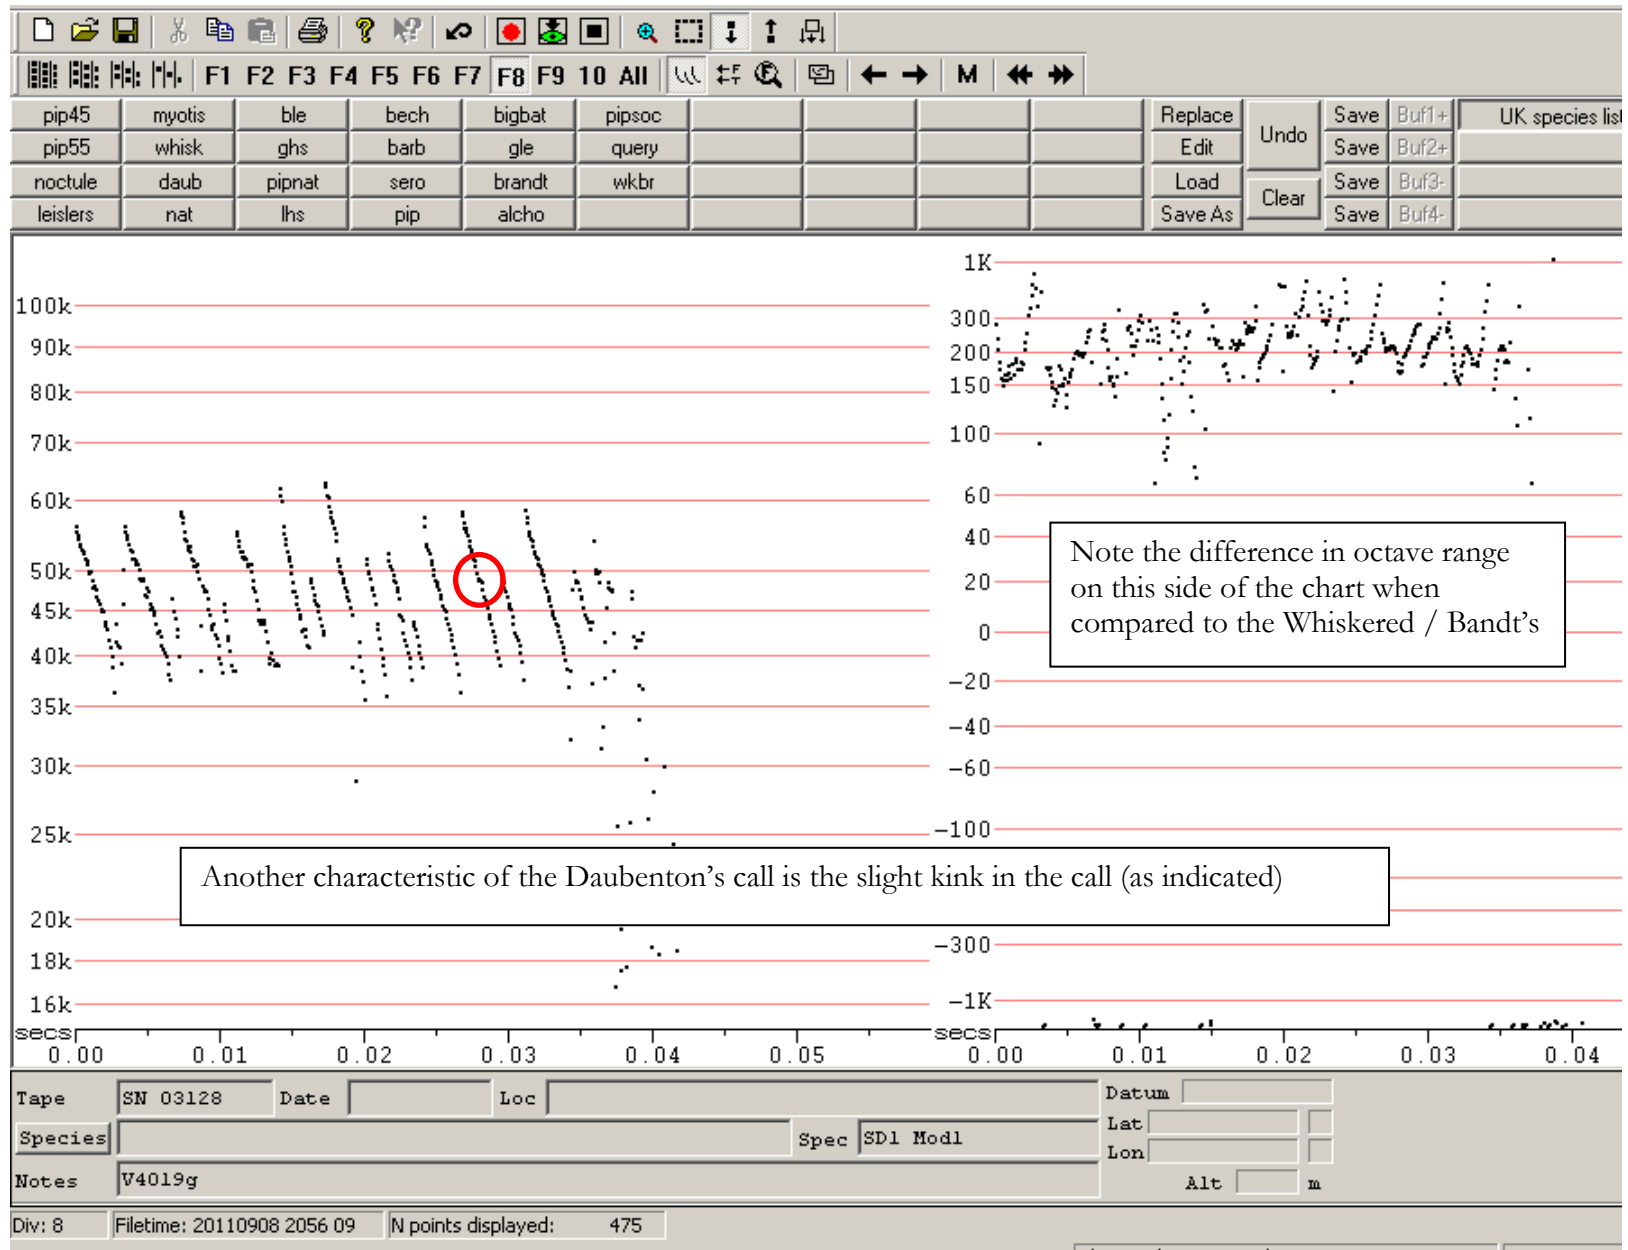 F1 F2 F3 F4 F5 F6 F7 F8 F9 10 All M
pip45 myotis ble bech bigbat pipsoc Replace Undo Save Buf1+ UK species list
pip55 whisk ghs barb gle query Edit Save Buf2+
noctule daub pipnat sero brandt wkbr Load Clear Save Buf3-
leislers nat lhs pip alcho Save As Save Buf4-
100k
90k
80k
70k
60k
50k
45k
40k
35k
30k
25k
20k
18k
16k
secs
0.00 0.01 0.02 0.03 0.04 0.05
1K
300
200
150
100
60
40
20
0
-20
-40
-60
-100
-300
-1K
secs
0.00 0.01 0.02 0.03 0.04
Note the difference in octave range
on this side of the chart when
compared to the Whiskered / Bandt's
Another characteristic of the Daubenton's call is the slight kink in the call (as indicated)
Tape SN 03128 Date Loc Datum
Species Spec SD1 Mod1 Lat
Lon
Notes V4019g Alt m
Div: 8 Filetime: 20110908 2056 09 N points displayed: 475